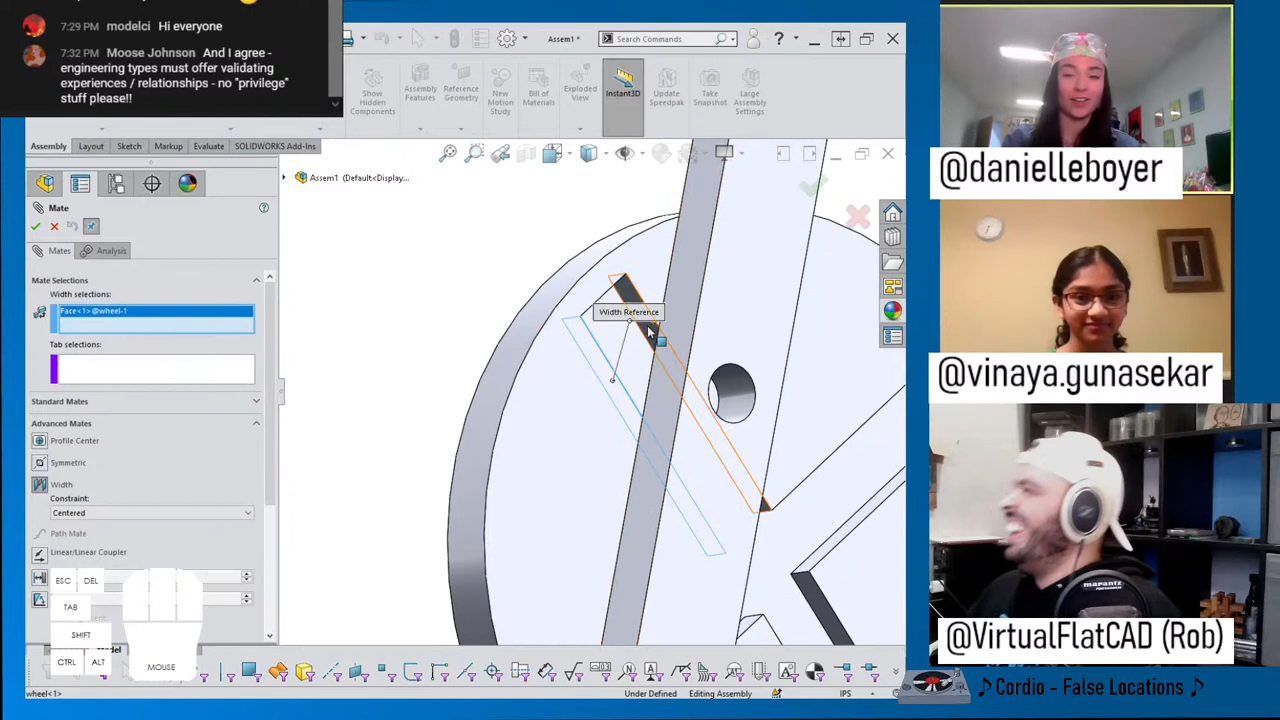 7:29 PM modelci Hi everyone
7:32 PM Moose Johnson And I agree -
engineering types must offer validating
experiences / relationships - no "privilege"
stuff please!!
Assem1 *
Search Commands
Show Hidden Components
Assembly Features
Reference Geometry
New Motion Study
Bill of Materials
Exploded View
Instant3D
Update Speedpak
Take Snapshot
Large Assembly Settings
Assembly Layout Sketch Markup Evaluate SOLIDWORKS Add-Ins
Assem1 (Default<Display...
Mate
Mates Analysis
Mate Selections
Width selections:
Face<1>@wheel-1
Tab selections:
Standard Mates
Advanced Mates
Profile Center
Symmetric
Width
Constraint:
Centered
Path Mate
Linear/Linear Coupler
Width Reference
ESC DEL
TAB
SHIFT
CTRL ALT
MOUSE
Model
wheel<1>
Under Defined Editing Assembly IPS
@danielleboyer
@vinaya.gunasekar
marantz
@VirtualFlatCAD (Rob)
♪ Cordio - False Locations ♪